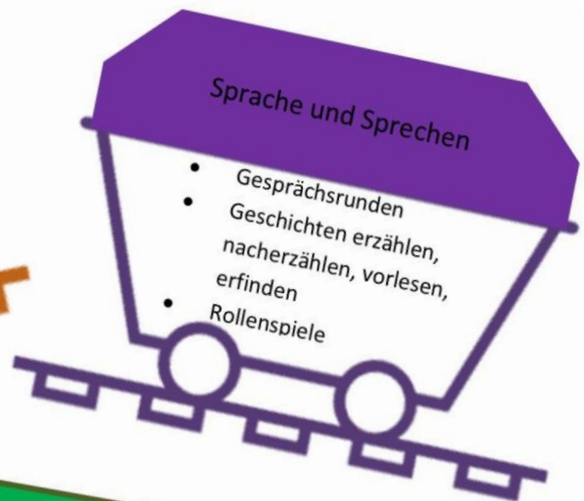 Sprache und Sprechen
• Gesprächsrunden
• Geschichten erzählen,
nacherzählen, vorlesen,
erfinden
• Rollenspiele